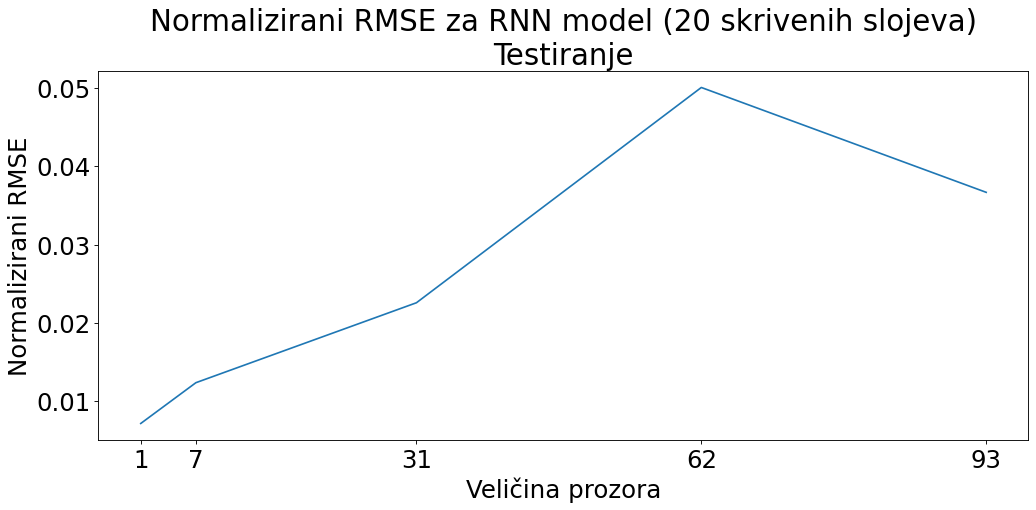 Normalizirani RMSE za RNN model (20 skrivenih slojeva)
Testiranje
Normalizirani RMSE
0.05
0.04
0.03
0.02
0.01
1 7 31 62 93
Veličina prozora